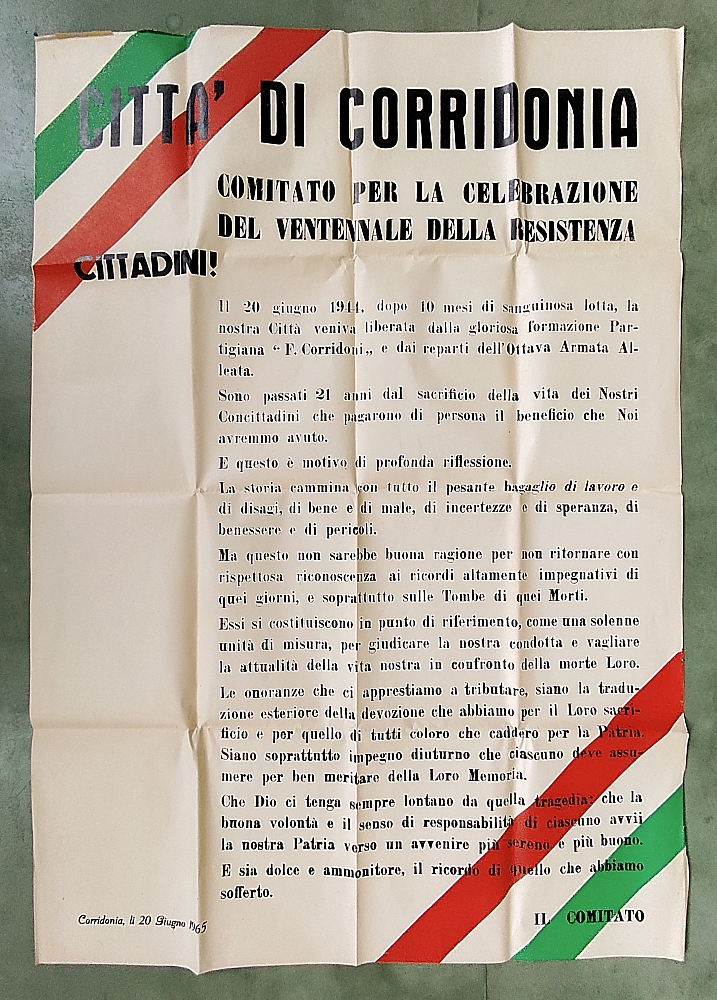 CITTA' DI CORRIDONIA
COMITATO PER LA CELEBRAZIONE
DEL VENTENNALE DELLA RESISTENZA
CITTADINI!
Il 20 giugno 1944, dopo 10 mesi di sanguinosa lotta, la
nostra Città veniva liberata dalla gloriosa formazione Par-
tigiana “ F. Corridoni„ e dai reparti dell'Ottava Armata Al-
leata.
Sono passati 21 anni dal sacrificio della vita dei Nostri
Concittadini che pagarono di persona il beneficio che Noi
avremmo avuto.
E questo è motivo di profonda riflessione.
La storia cammina con tutto il pesante bagaglio di lavoro e
di disagi, di bene e di male, di incertezze e di speranza, di
benessere e di pericoli.
Ma questo non sarebbe buona ragione per non ritornare con
rispettosa riconoscenza ai ricordi altamente impegnativi di
quei giorni, e soprattutto sulle Tombe di quei Morti.
Essi si costituiscono in punto di riferimento, come una solenne
unità di misura, per giudicare la nostra condotta e vagliare
la attualità della vita nostra in confronto della morte Loro.
Le onoranze che ci apprestiamo a tributare, siano la tradu-
zione esteriore della devozione che abbiamo per il Loro sacri-
ficio e per quello di tutti coloro che caddero per la Patria.
Siano soprattutto impegno diuturno che ciascuno deve assu-
mere per ben meritare della Loro Memoria.
Che Dio ci tenga sempre lontano da quella tragedia; che la
buona volontà e il senso di responsabilità di ciascuno avvii
la nostra Patria verso un avvenire più sereno e più buono.
E sia dolce e ammonitore, il ricordo di quello che abbiamo
sofferto.
Corridonia, li 20 Giugno 1965
IL COMITATO